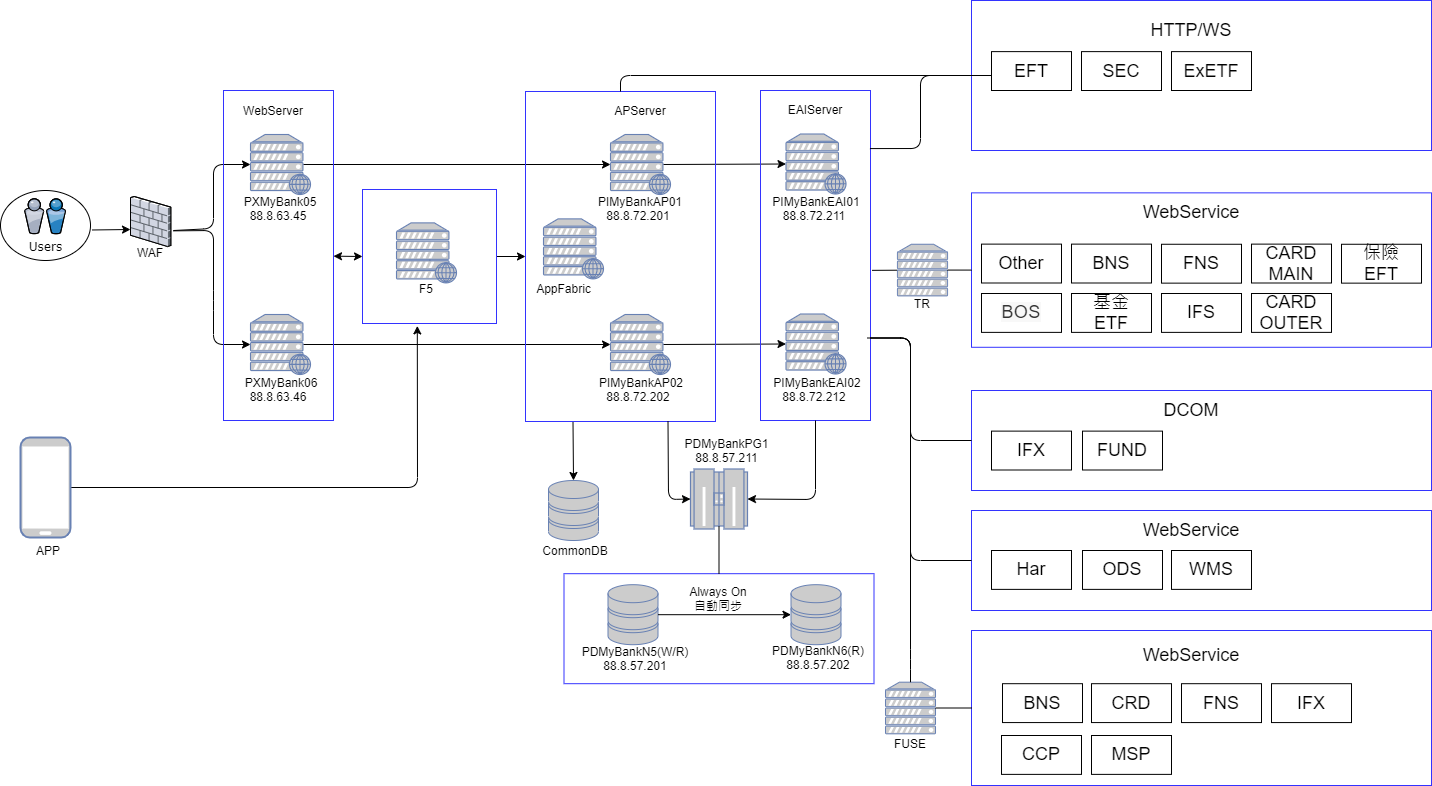 Users
WAF
WebServer
PXMyBank05
88.8.63.45
PXMyBank06
88.8.63.46
F5
APP
APServer
PIMyBankAP01
88.8.72.201
AppFabric
PIMyBankAP02
88.8.72.202
EAIServer
PIMyBankEAI01
88.8.72.211
PIMyBankEAI02
88.8.72.212
CommonDB
PDMyBankPG1
88.8.57.211
Always On
自動同步
PDMyBankN5(W/R)
88.8.57.201
PDMyBankN6(R)
88.8.57.202
TR
FUSE
HTTP/WS
EFT
SEC
ExETF
WebService
Other
BNS
FNS
CARD
MAIN
保險
EFT
BOS
基金
ETF
IFS
CARD
OUTER
DCOM
IFX
FUND
WebService
Har
ODS
WMS
WebService
BNS
CRD
FNS
IFX
CCP
MSP